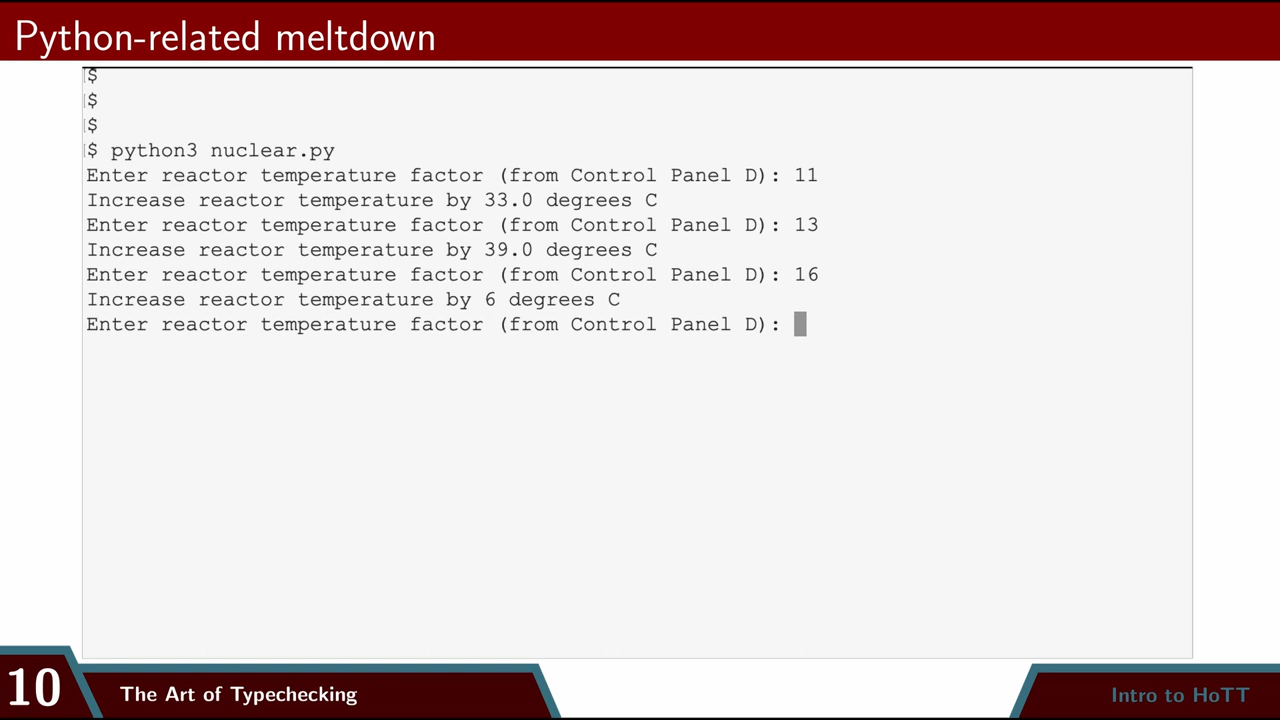 Python-related meltdown
$
$
$
$ python3 nuclear.py
Enter reactor temperature factor (from Control Panel D): 11
Increase reactor temperature by 33.0 degrees C
Enter reactor temperature factor (from Control Panel D): 13
Increase reactor temperature by 39.0 degrees C
Enter reactor temperature factor (from Control Panel D): 16
Increase reactor temperature by 6 degrees C
Enter reactor temperature factor (from Control Panel D):
10
The Art of Typechecking
Intro to HoTT